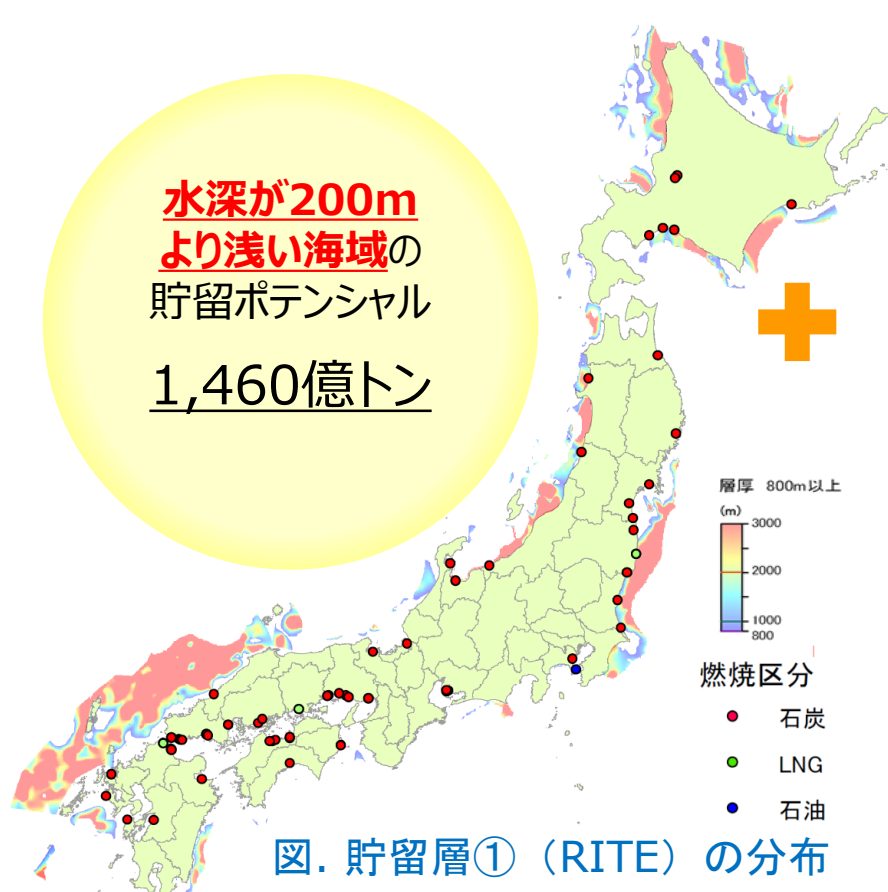 水深が200m
より浅い海域の
貯留ポテンシャル
1,460億トン
層厚 800m以上
(m)
3000
2000
1000
800
燃焼区分
石炭
LNG
石油
図. 貯留層①（RITE）の分布